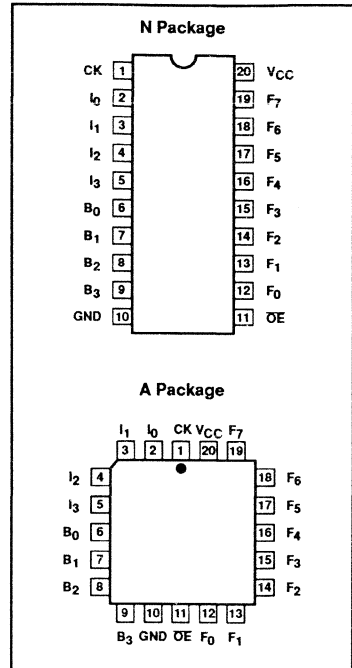 N Package
CK 1 20 VCC
I0 2 19 F7
I1 3 18 F6
I2 4 17 F5
I3 5 16 F4
B0 6 15 F3
B1 7 14 F2
B2 8 13 F1
B3 9 12 F0
GND 10 11 O̅E̅
A Package
I1 I0 CK VCC F7
3 2 1 20 19
I2 4 18 F6
I3 5 17 F5
B0 6 16 F4
B1 7 15 F3
B2 8 14 F2
9 10 11 12 13
B3 GND O̅E̅ F0 F1